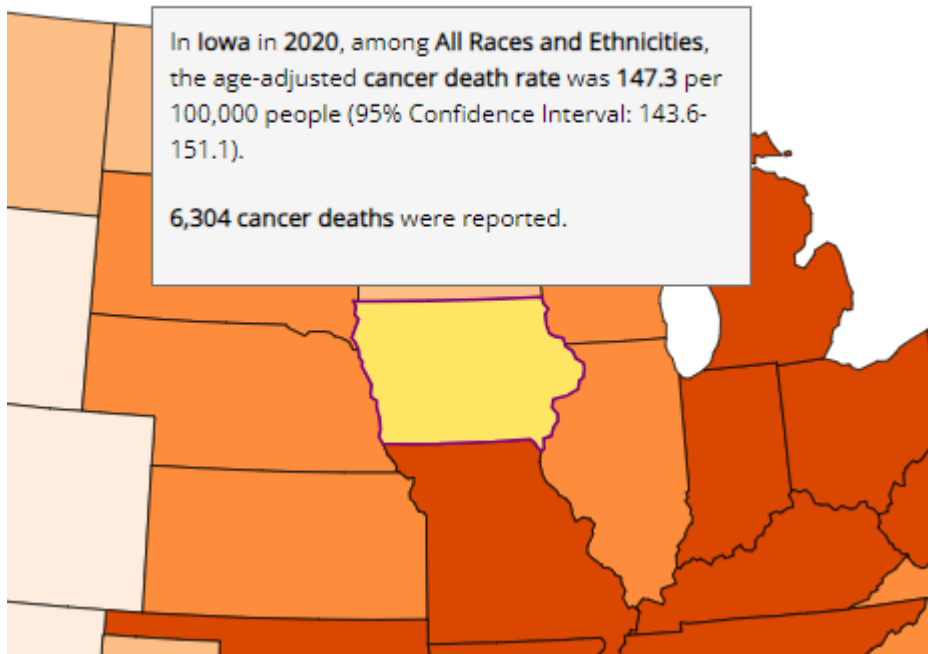 In Iowa in 2020, among All Races and Ethnicities,
the age-adjusted cancer death rate was 147.3 per
100,000 people (95% Confidence Interval: 143.6-
151.1).
6,304 cancer deaths were reported.